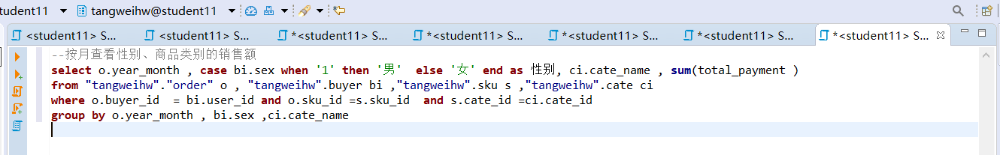 tudent11 tangweihw@student11
<student11> S... <student11> S... *<student11> S... *<student11> S... *<student11> S... *<student11> S... *<student11> S...
--按月查看性别、商品类别的销售额
select o.year_month , case bi.sex when '1' then '男'  else '女' end as 性别, ci.cate_name , sum(total_payment )
from "tangweihw"."order" o , "tangweihw".buyer bi ,"tangweihw".sku s ,"tangweihw".cate ci
where o.buyer_id  = bi.user_id and o.sku_id =s.sku_id  and s.cate_id =ci.cate_id
group by o.year_month , bi.sex ,ci.cate_name